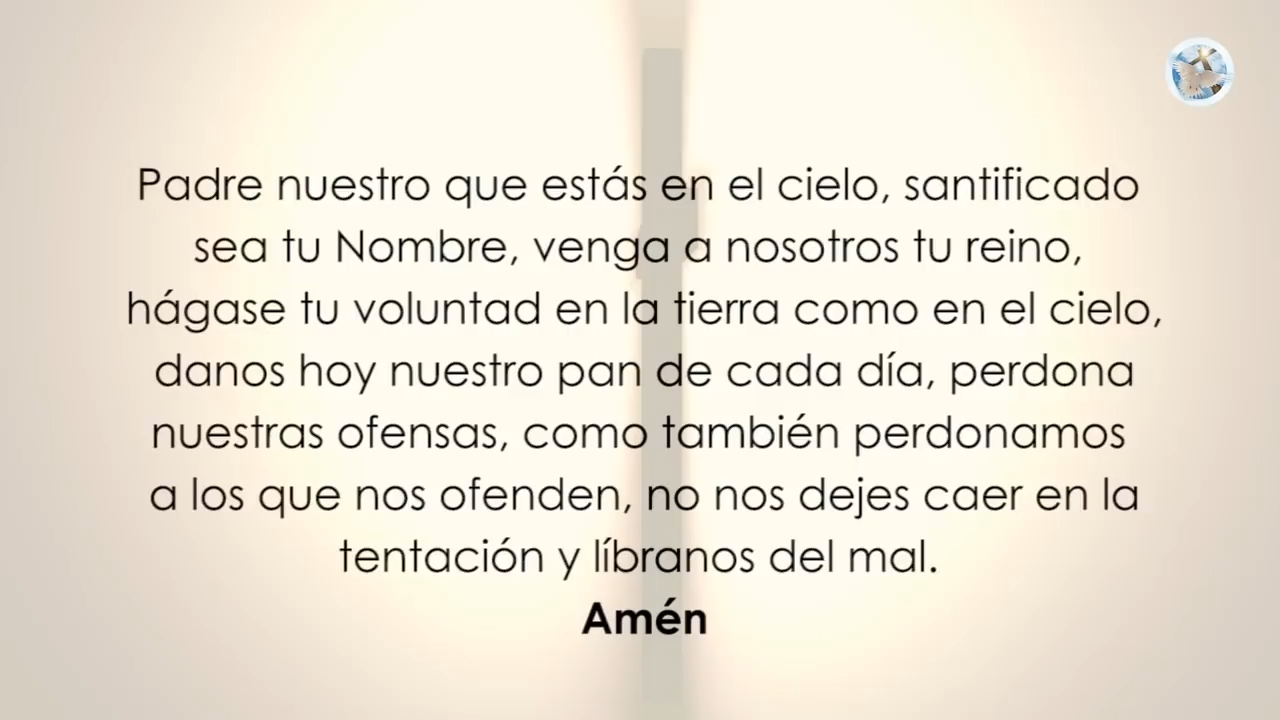 Padre nuestro que estás en el cielo, santificado
sea tu Nombre, venga a nosotros tu reino,
hágase tu voluntad en la tierra como en el cielo,
danos hoy nuestro pan de cada día, perdona
nuestras ofensas, como también perdonamos
a los que nos ofenden, no nos dejes caer en la
tentación y líbranos del mal.
Amén